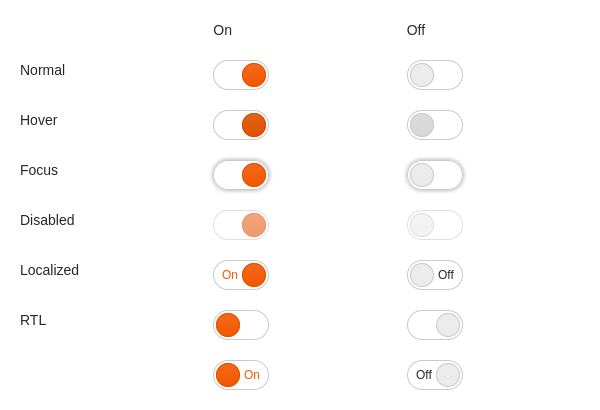 On Off
Normal
Hover
Focus
Disabled
Localized On Off
RTL
On Off